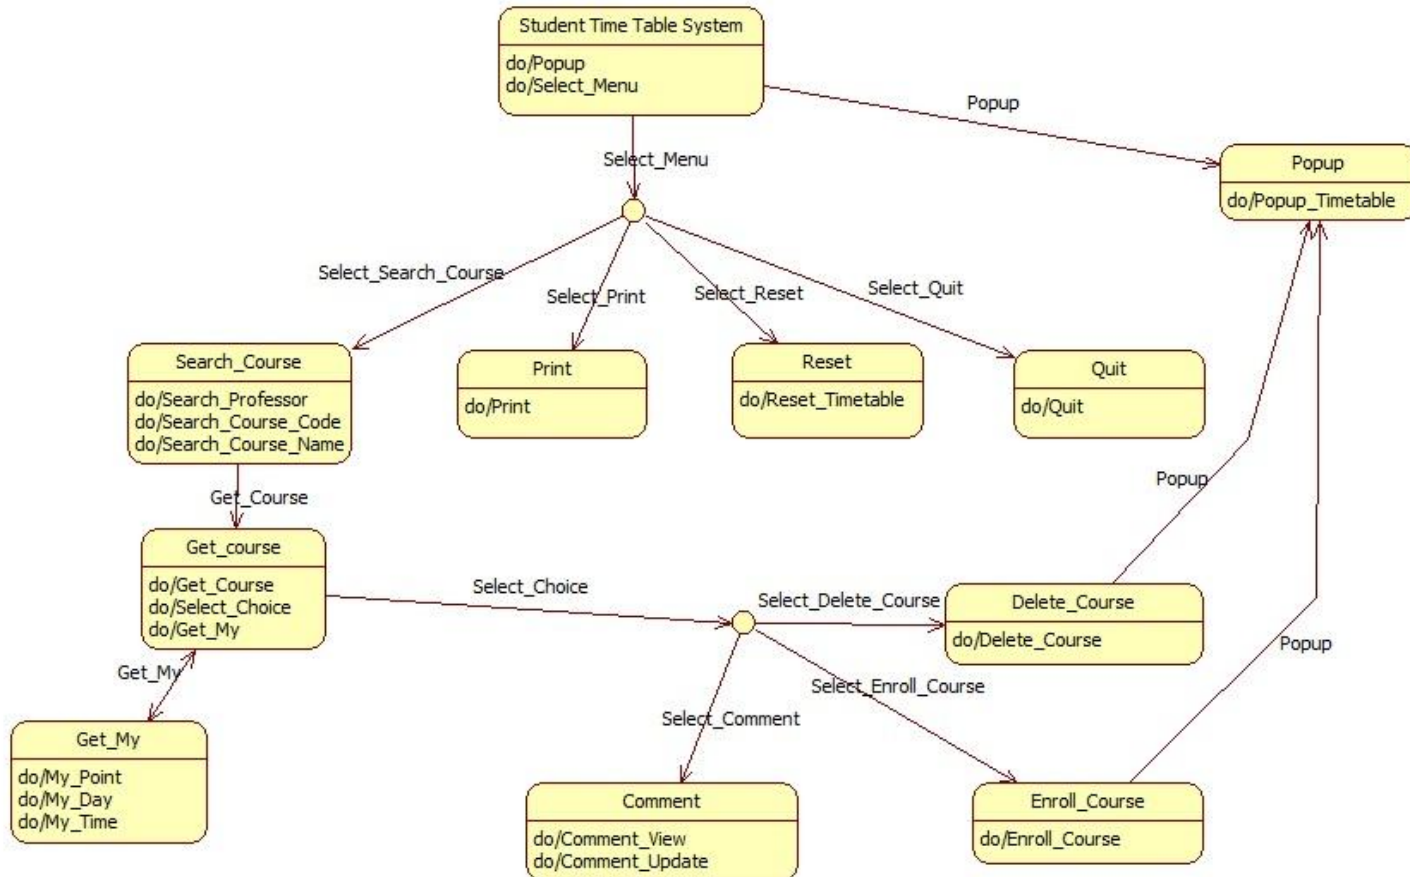 Student Time Table System
do/Popup
do/Select_Menu
Popup
Select_Menu
Popup
do/Popup_Timetable
Select_Search_Course
Select_Print
Select_Reset
Select_Quit
Search_Course
do/Search_Professor
do/Search_Course_Code
do/Search_Course_Name
Print
do/Print
Reset
do/Reset_Timetable
Quit
do/Quit
Get_Course
Popup
Get_course
do/Get_Course
do/Select_Choice
do/Get_My
Select_Choice
Select_Delete_Course
Delete_Course
do/Delete_Course
Popup
Get_My
Select_Enroll_Course
Select_Comment
Get_My
do/My_Point
do/My_Day
do/My_Time
Comment
do/Comment_View
do/Comment_Update
Enroll_Course
do/Enroll_Course